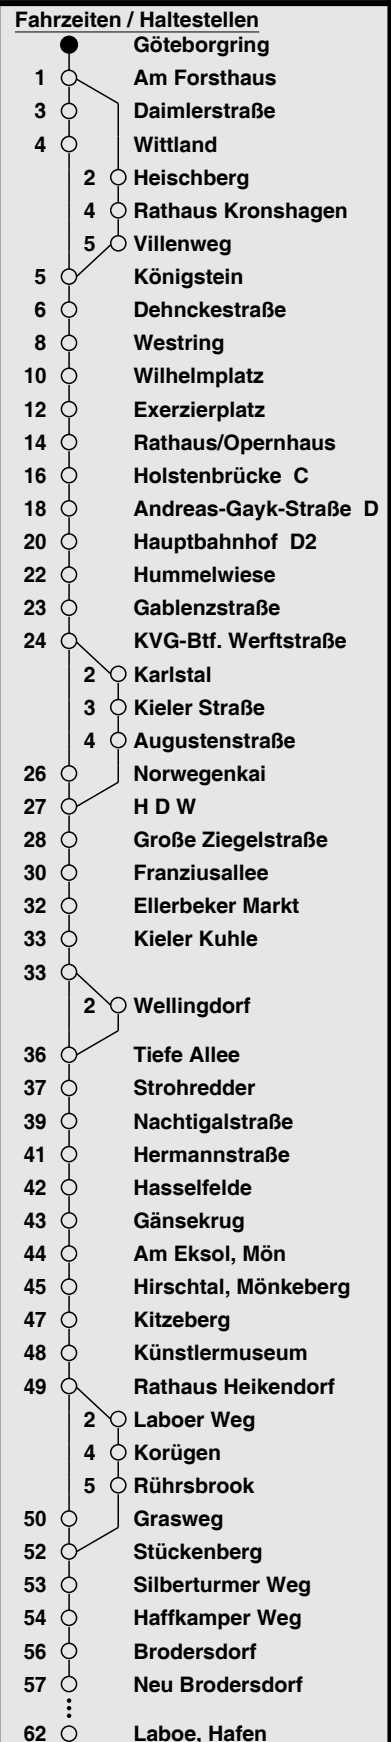 Fahrzeiten / Haltestellen
Göteborgring
1 Am Forsthaus
3 Daimlerstraße
4 Wittland
2 Heischberg
4 Rathaus Kronshagen
5 Villenweg
5 Königstein
6 Dehnckestraße
8 Westring
10 Wilhelmplatz
12 Exerzierplatz
14 Rathaus/Opernhaus
16 Holstenbrücke C
18 Andreas-Gayk-Straße D
20 Hauptbahnhof D2
22 Hummelwiese
23 Gablenzstraße
24 KVG-Btf. Werftstraße
2 Karlstal
3 Kieler Straße
4 Augustenstraße
26 Norwegenkai
27 H D W
28 Große Ziegelstraße
30 Franziusallee
32 Ellerbeker Markt
33 Kieler Kuhle
33
2 Wellingdorf
36 Tiefe Allee
37 Strohredder
39 Nachtigalstraße
41 Hermannstraße
42 Hasselfelde
43 Gänsekrug
44 Am Eksol, Mön
45 Hirschtal, Mönkeberg
47 Kitzeberg
48 Künstlermuseum
49 Rathaus Heikendorf
2 Laboer Weg
4 Korügen
5 Rührsbrook
50 Grasweg
52 Stückenberg
53 Silberturmer Weg
54 Haffkamper Weg
56 Brodersdorf
57 Neu Brodersdorf
62 Laboe, Hafen